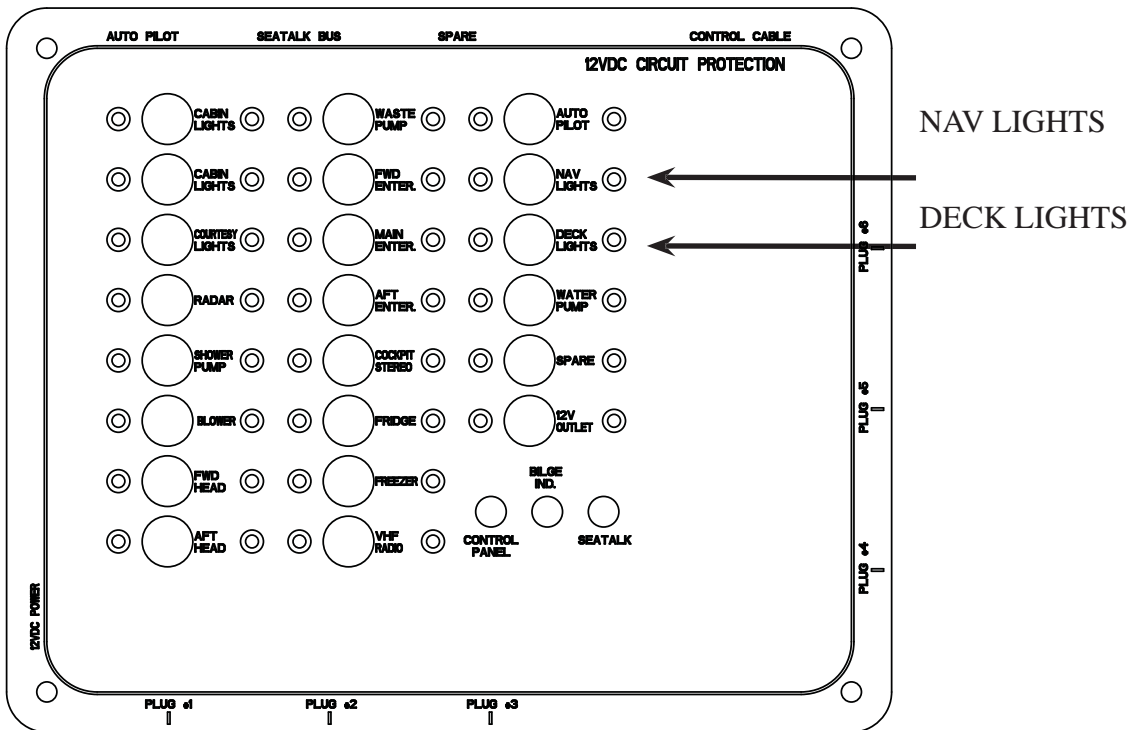 AUTO PILOT SEATALK BUS SPARE CONTROL CABLE
12VDC CIRCUIT PROTECTION
CABIN
LIGHTS
WASTE
PUMP
AUTO
PILOT
NAV LIGHTS
CABIN
LIGHTS
FWD
ENTER.
NAV
LIGHTS
DECK LIGHTS
COURTESY
LIGHTS
MAIN
ENTER.
DECK
LIGHTS
PLUG #6
RADAR
AFT
ENTER.
WATER
PUMP
SHOWER
PUMP
COCKPIT
STEREO
SPARE
PLUG #5
BLOWER
FRIDGE
12V
OUTLET
FWD
HEAD
FREEZER
BILGE
IND.
AFT
HEAD
VHF
RADIO
CONTROL
PANEL
SEATALK
PLUG #4
12VDC POWER
PLUG #1 PLUG #2 PLUG #3